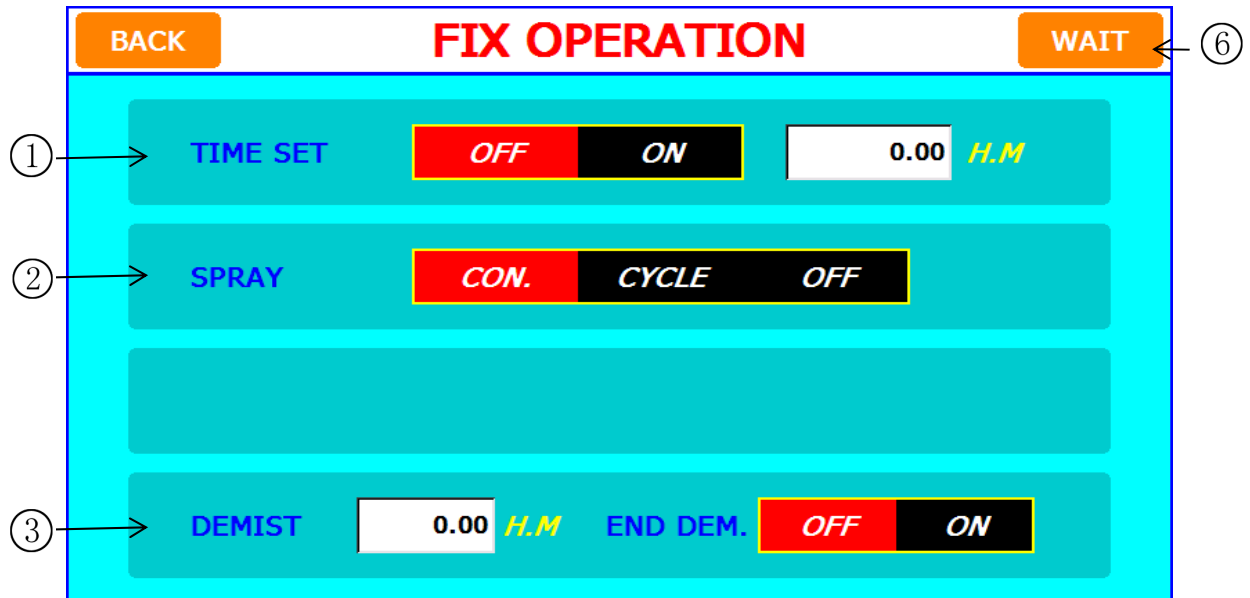 BACK FIX OPERATION WAIT ⑥
① TIME SET OFF ON 0.00 H.M
② SPRAY CON. CYCLE OFF
③ DEMIST 0.00 H.M END DEM. OFF ON